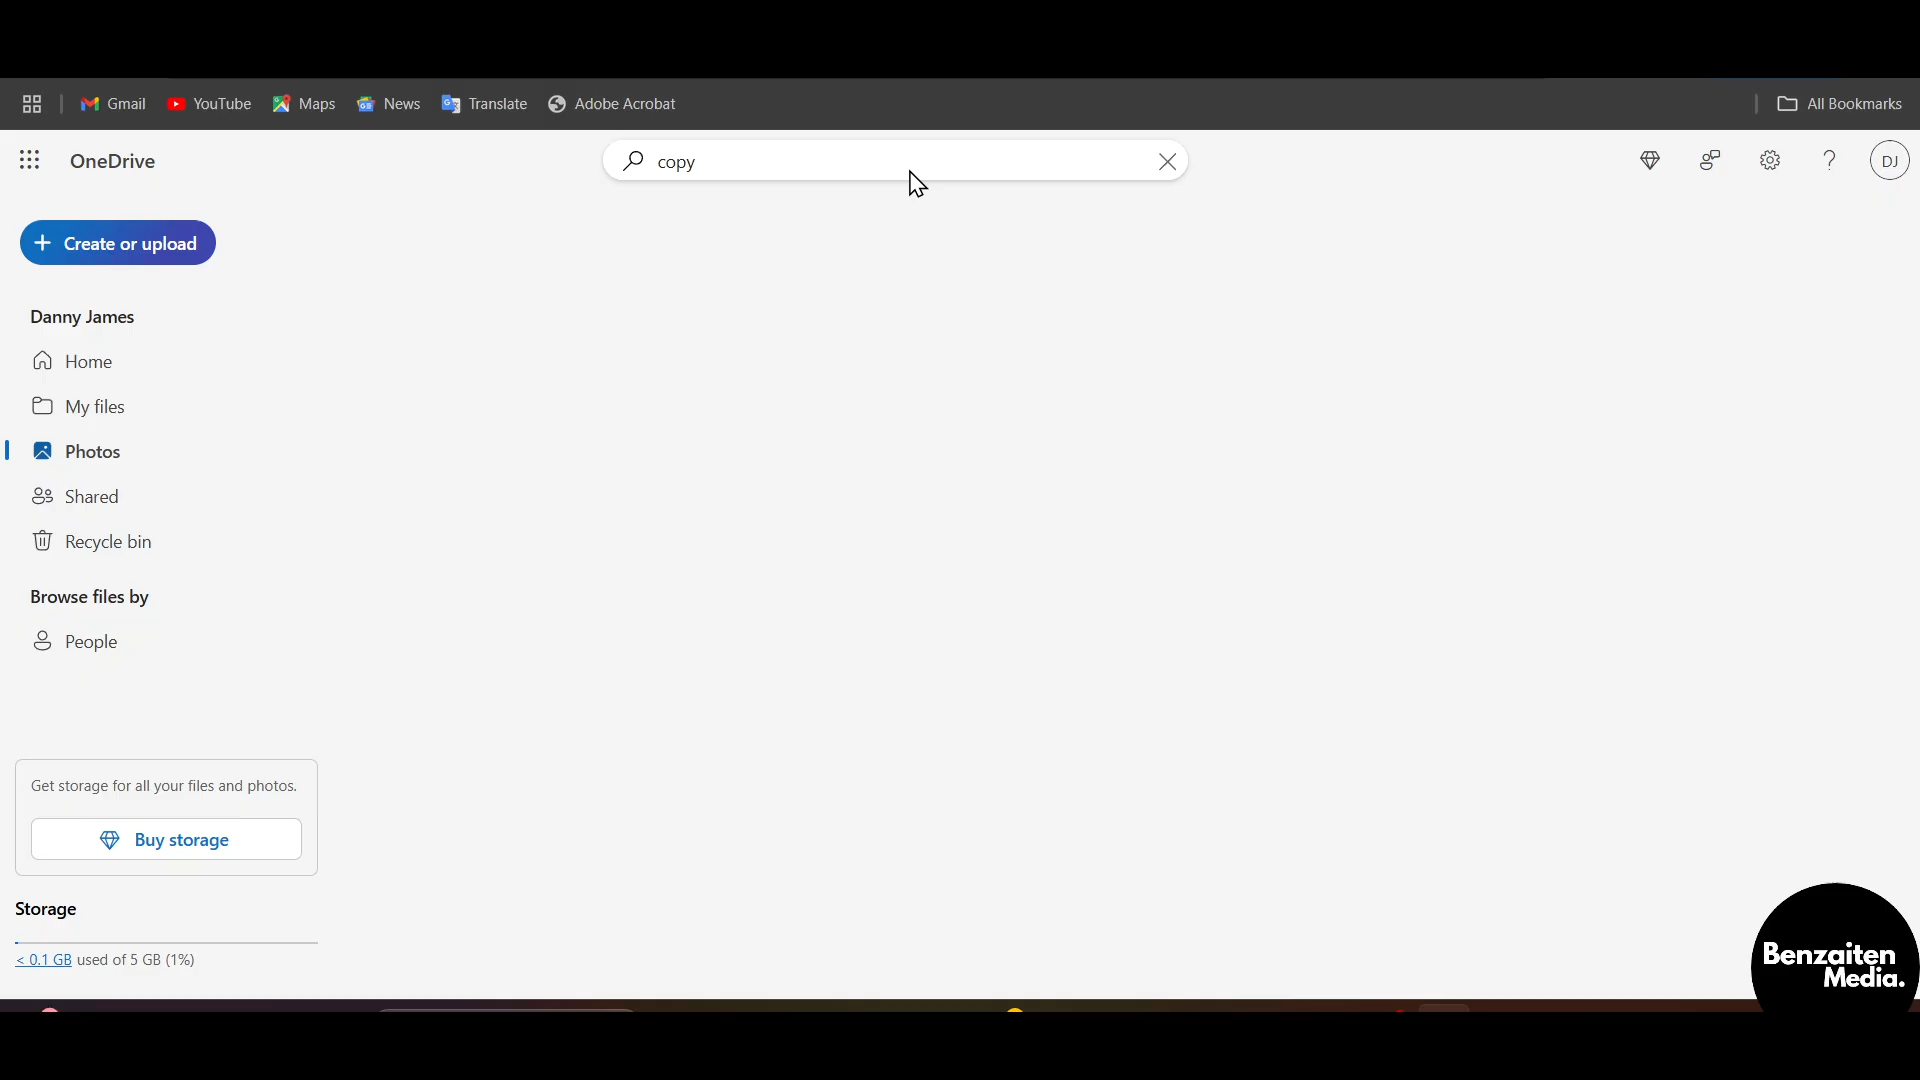 Gmail
YouTube
Maps
News
Translate
Adobe Acrobat
All Bookmarks
OneDrive
copy
DJ
Create or upload
Danny James
Home
My files
Photos
Shared
Recycle bin
Browse files by
People
Get storage for all your files and photos.
Buy storage
Storage
< 0.1 GB used of 5 GB (1%)
Benzaiten
Media.